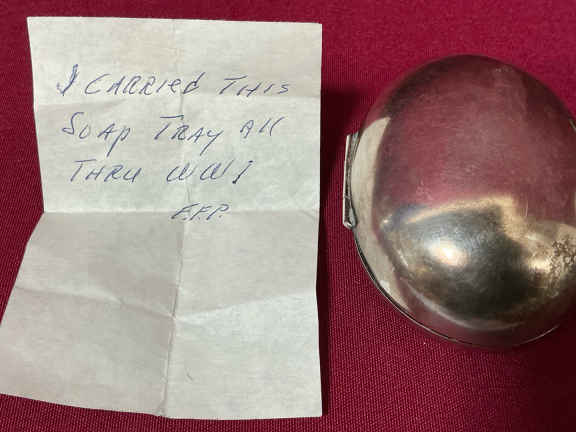 I CARRIED THIS
SOAP TRAY All
THRU WW I
F.F.P.